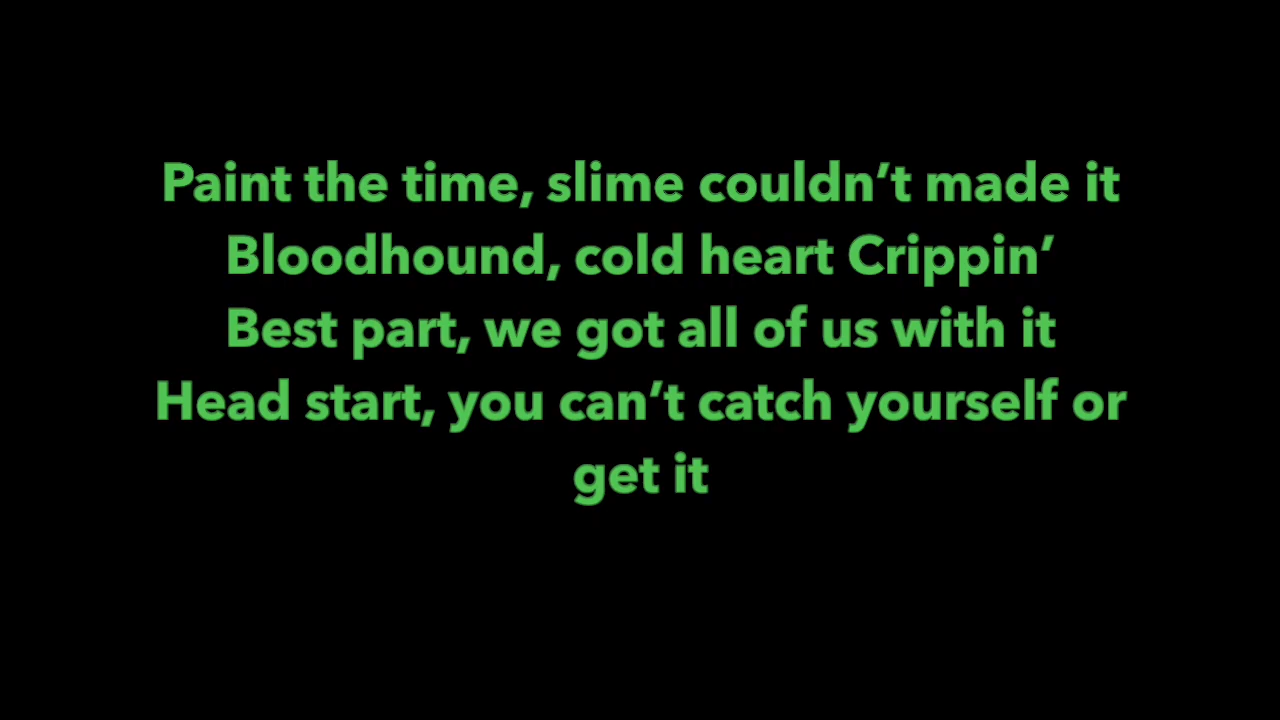 Paint the time, slime couldn’t made it
Bloodhound, cold heart Crippin’
Best part, we got all of us with it
Head start, you can’t catch yourself or
get it